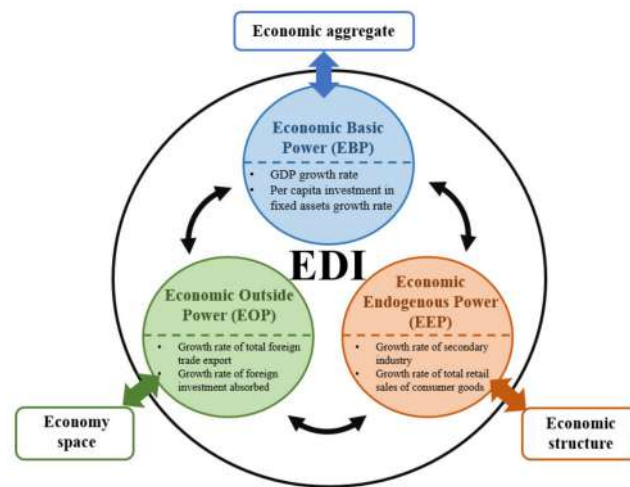 Economic aggregate
Economic Basic
Power (EBP)
• GDP growth rate
• Per capita investment in
fixed assets growth rate
EDI
Economic Outside
Power (EOP)
• Growth rate of total foreign
trade export
• Growth rate of foreign
investment absorbed
Economic
Endogenous Power
(EEP)
• Growth rate of secondary
industry
• Growth rate of total retail
sales of consumer goods
Economy
space
Economic
structure